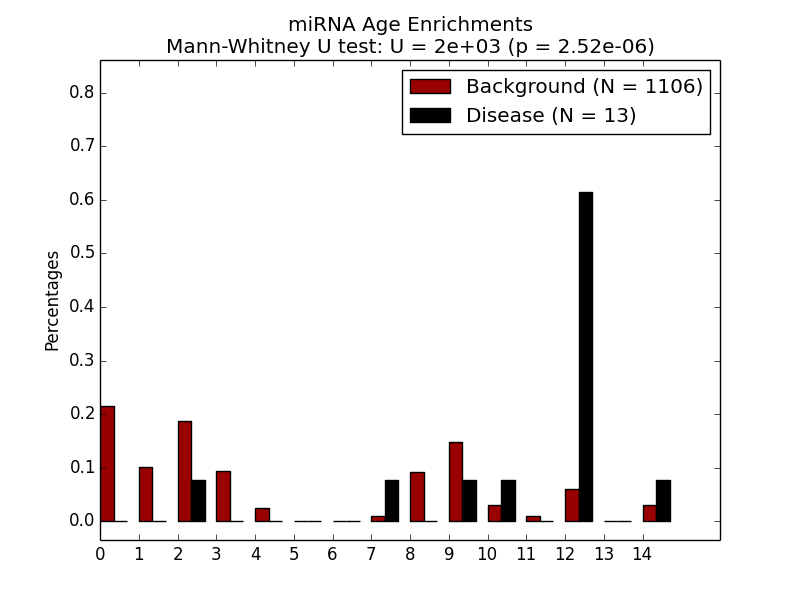 miRNA Age Enrichments
Mann-Whitney U test: U = 2e+03 (p = 2.52e-06)
Background (N = 1106)
Disease (N = 13)
Percentages
0.8
0.7
0.6
0.5
0.4
0.3
0.2
0.1
0.0
0 1 2 3 4 5 6 7 8 9 10 11 12 13 14